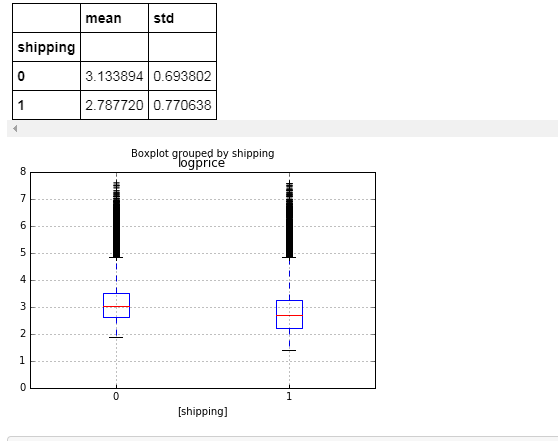 mean std
shipping
0 3.133894 0.693802
1 2.787720 0.770638
Boxplot grouped by shipping
logprice
8
7
6
5
4
3
2
1
0
0 1
[shipping]